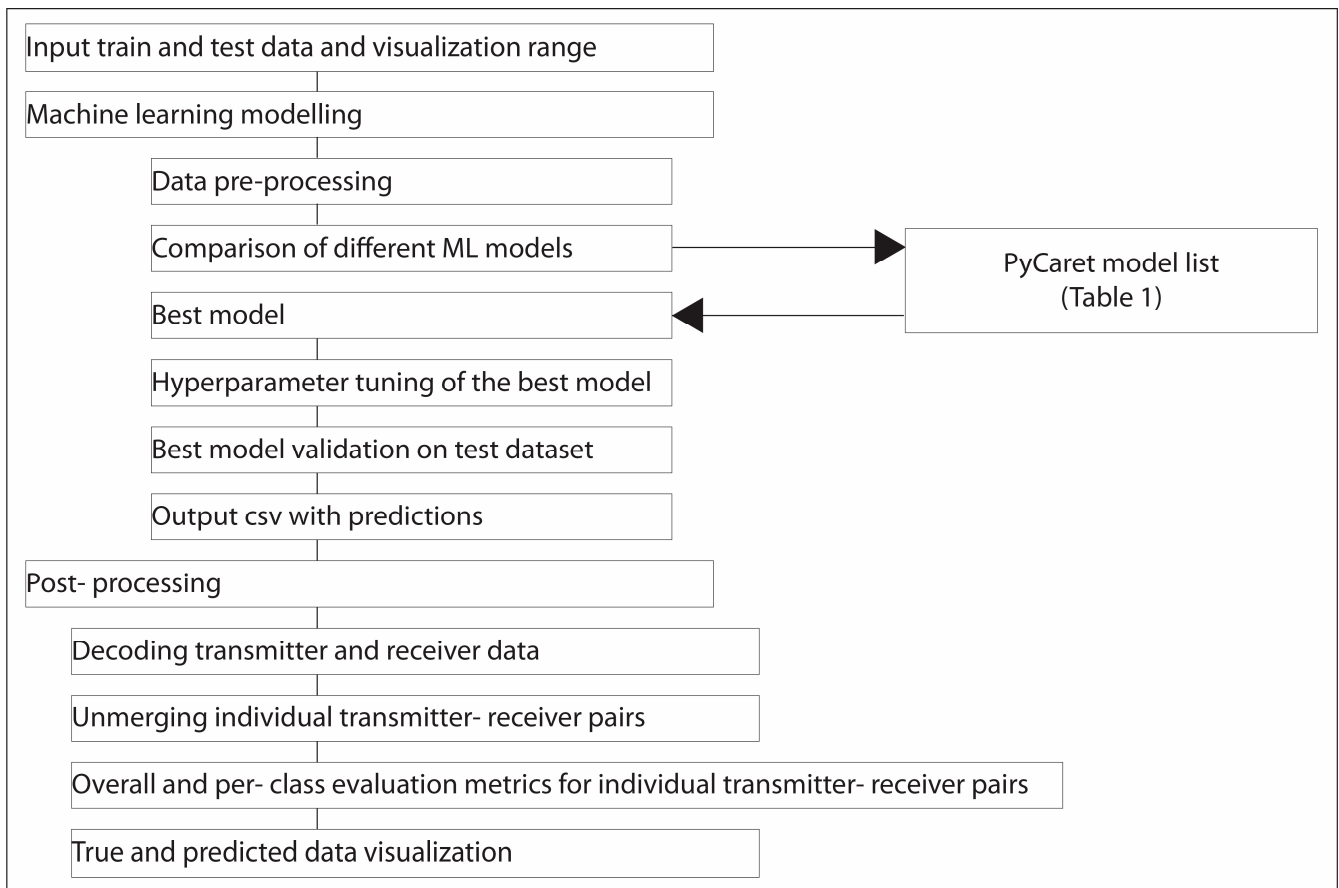 Input train and test data and visualization range
Machine learning modelling
Data pre-processing
Comparison of different ML models
PyCaret model list
(Table 1)
Best model
Hyperparameter tuning of the best model
Best model validation on test dataset
Output csv with predictions
Post- processing
Decoding transmitter and receiver data
Unmerging individual transmitter- receiver pairs
Overall and per- class evaluation metrics for individual transmitter- receiver pairs
True and predicted data visualization